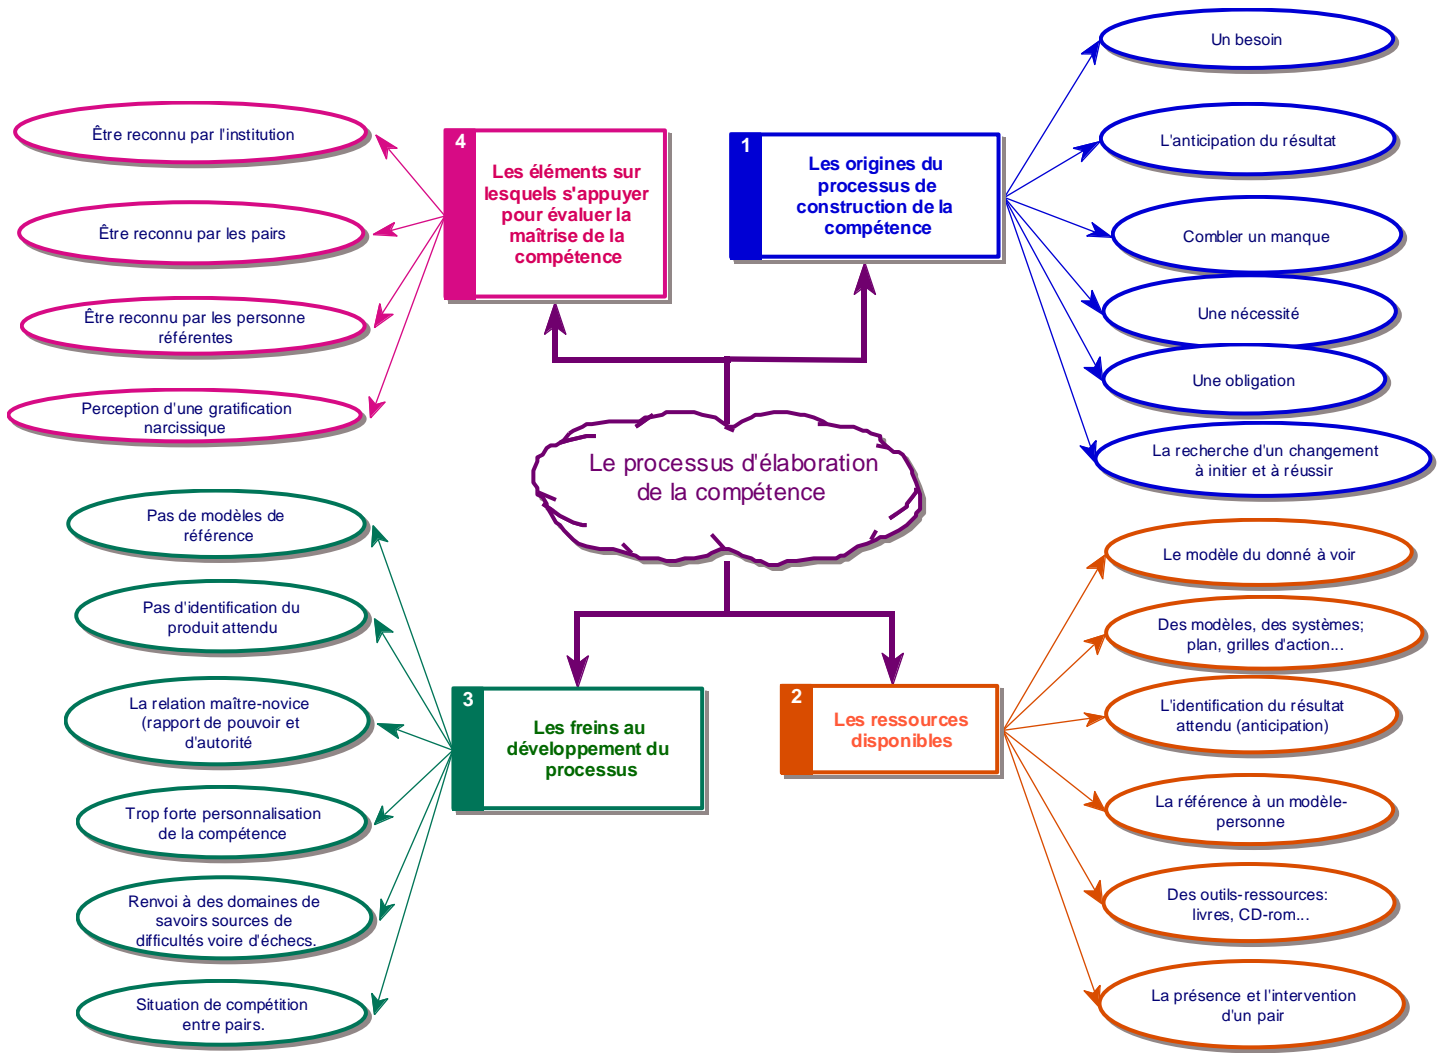 Le processus d'élaboration
de la compétence
1
Les origines du
processus de
construction de la
compétence
Un besoin
L'anticipation du résultat
Combler un manque
Une nécessité
Une obligation
La recherche d'un changement
à initier et à réussir
2
Les ressources
disponibles
Le modèle du donné à voir
Des modèles, des systèmes;
plan, grilles d'action...
L'identification du résultat
attendu (anticipation)
La référence à un modèle-
personne
Des outils-ressources:
livres, CD-rom...
La présence et l'intervention
d'un pair
3
Les freins au
développement du
processus
Pas de modèles de
référence
Pas d'identification du
produit attendu
La relation maître-novice
(rapport de pouvoir et
d'autorité
Trop forte personnalisation
de la compétence
Renvoi à des domaines de
savoirs sources de
difficultés voire d'échecs.
Situation de compétition
entre pairs.
4
Les éléments sur
lesquels s'appuyer
pour évaluer la
maîtrise de la
compétence
Être reconnu par l'institution
Être reconnu par les pairs
Être reconnu par les personne
référentes
Perception d'une gratification
narcissique